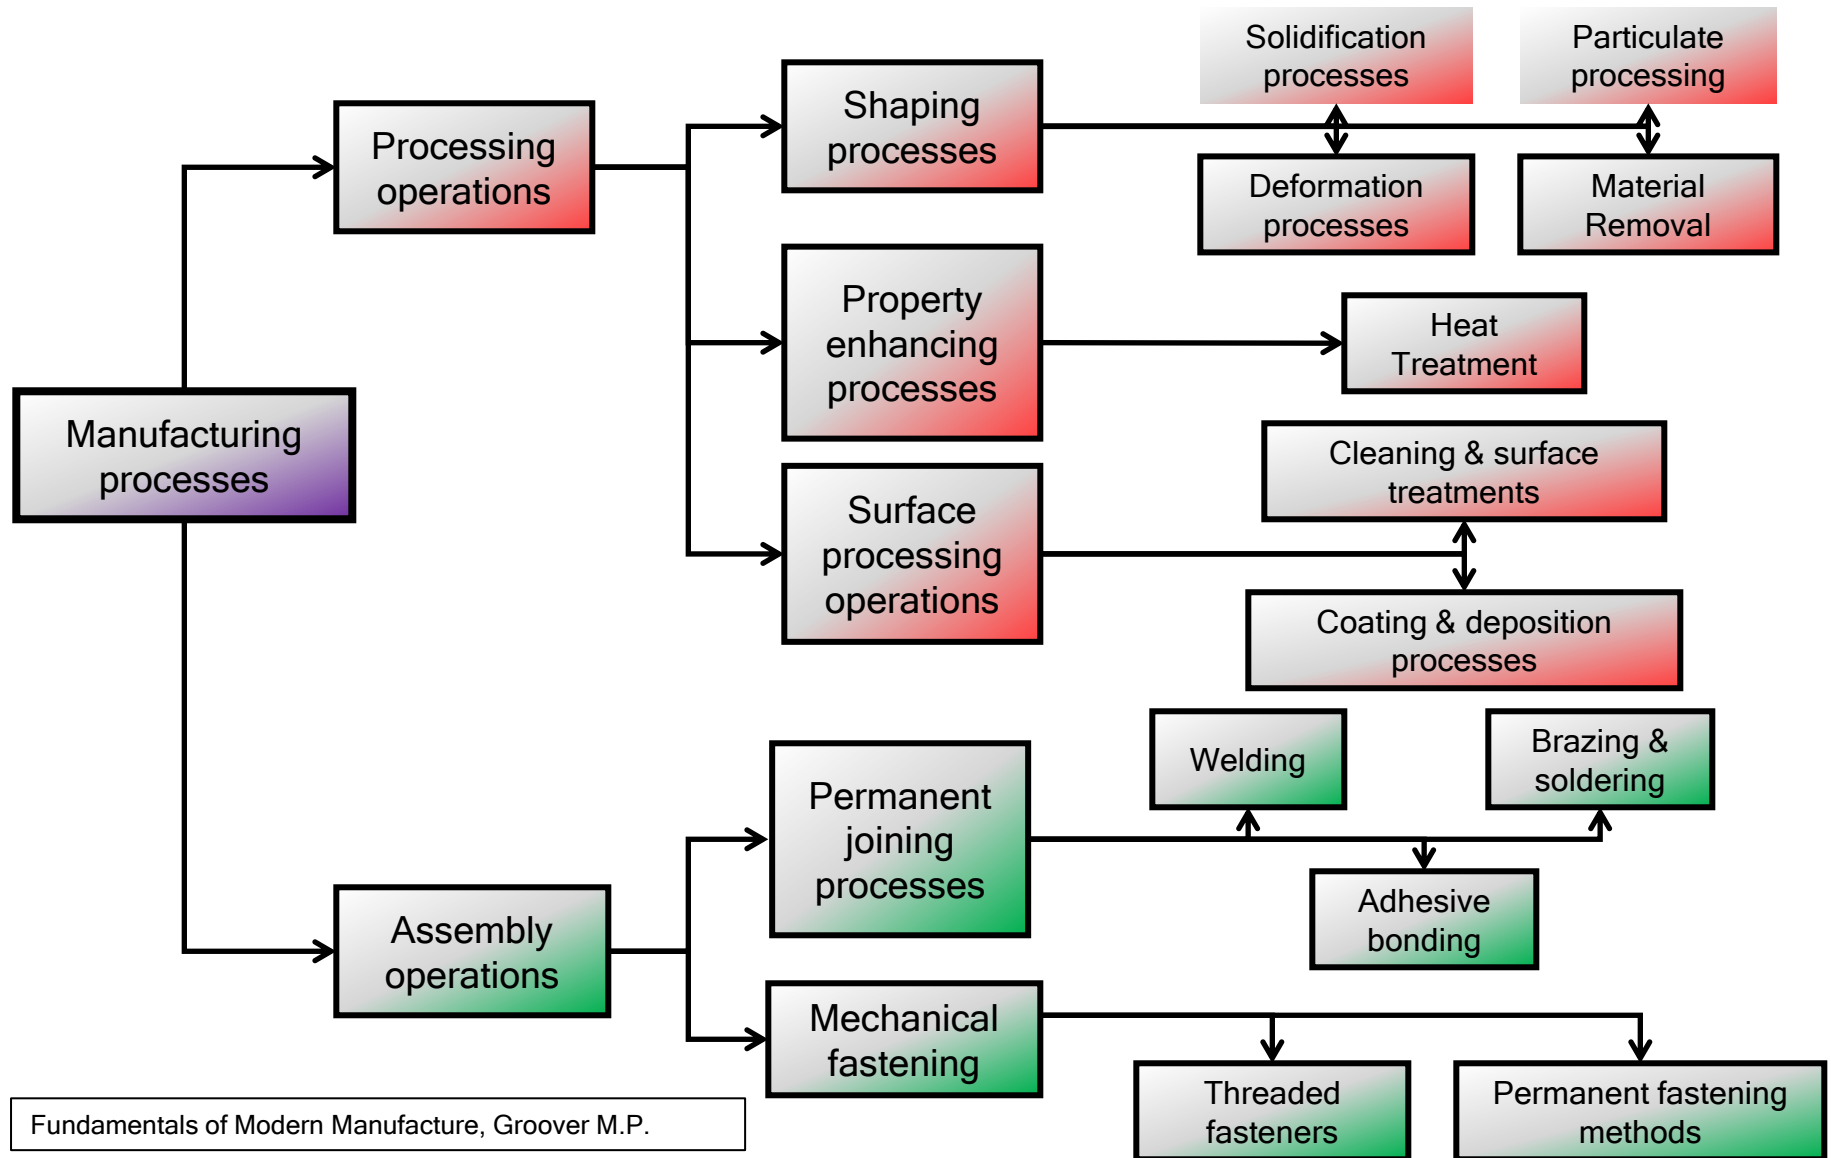 Solidification
processes
Particulate
processing
Shaping
processes
Processing
operations
Deformation
processes
Material
Removal
Property
enhancing
processes
Heat
Treatment
Manufacturing
processes
Cleaning & surface
treatments
Surface
processing
operations
Coating & deposition
processes
Welding
Brazing &
soldering
Permanent
joining
processes
Adhesive
bonding
Assembly
operations
Mechanical
fastening
Threaded
fasteners
Permanent fastening
methods
Fundamentals of Modern Manufacture, Groover M.P.